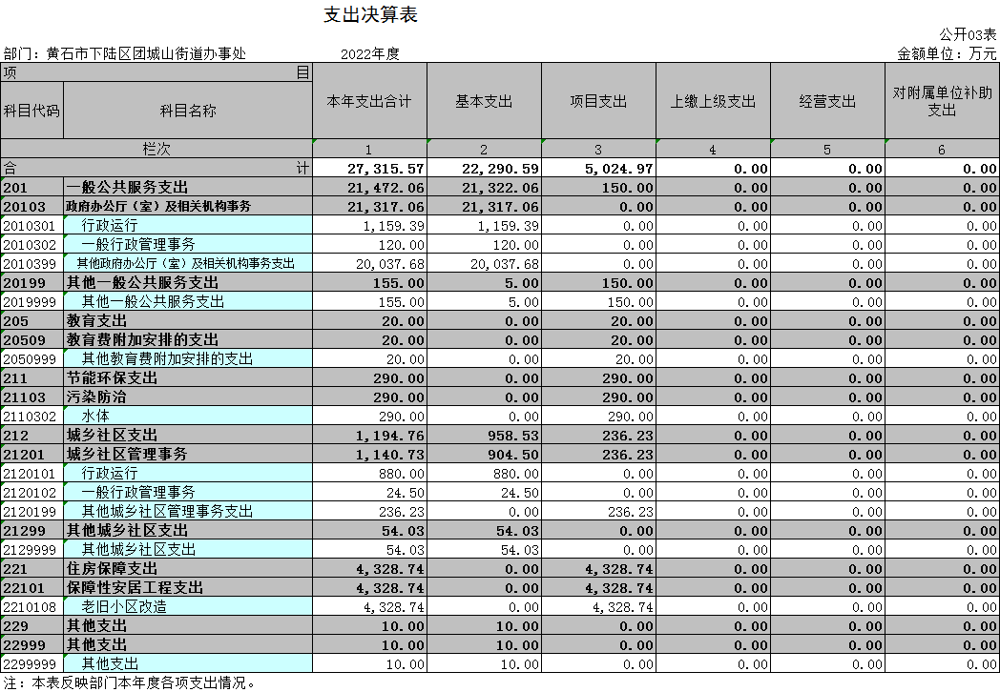 支出决算表
公开03表
部门：黄石市下陆区团城山街道办事处 2022年度 金额单位：万元
项 目 本年支出合计 基本支出 项目支出 上缴上级支出 经营支出 对附属单位补助支出
科目代码 科目名称
栏次 1 2 3 4 5 6
合 计 27,315.57 22,290.59 5,024.97 0.00 0.00 0.00
201 一般公共服务支出 21,472.06 21,322.06 150.00 0.00 0.00 0.00
20103 政府办公厅（室）及相关机构事务 21,317.06 21,317.06 0.00 0.00 0.00 0.00
2010301 行政运行 1,159.39 1,159.39 0.00 0.00 0.00 0.00
2010302 一般行政管理事务 120.00 120.00 0.00 0.00 0.00 0.00
2010399 其他政府办公厅（室）及相关机构事务支出 20,037.68 20,037.68 0.00 0.00 0.00 0.00
20199 其他一般公共服务支出 155.00 5.00 150.00 0.00 0.00 0.00
2019999 其他一般公共服务支出 155.00 5.00 150.00 0.00 0.00 0.00
205 教育支出 20.00 0.00 20.00 0.00 0.00 0.00
20509 教育费附加安排的支出 20.00 0.00 20.00 0.00 0.00 0.00
2050999 其他教育费附加安排的支出 20.00 0.00 20.00 0.00 0.00 0.00
211 节能环保支出 290.00 0.00 290.00 0.00 0.00 0.00
21103 污染防治 290.00 0.00 290.00 0.00 0.00 0.00
2110302 水体 290.00 0.00 290.00 0.00 0.00 0.00
212 城乡社区支出 1,194.76 958.53 236.23 0.00 0.00 0.00
21201 城乡社区管理事务 1,140.73 904.50 236.23 0.00 0.00 0.00
2120101 行政运行 880.00 880.00 0.00 0.00 0.00 0.00
2120102 一般行政管理事务 24.50 24.50 0.00 0.00 0.00 0.00
2120199 其他城乡社区管理事务支出 236.23 0.00 236.23 0.00 0.00 0.00
21299 其他城乡社区支出 54.03 54.03 0.00 0.00 0.00 0.00
2129999 其他城乡社区支出 54.03 54.03 0.00 0.00 0.00 0.00
221 住房保障支出 4,328.74 0.00 4,328.74 0.00 0.00 0.00
22101 保障性安居工程支出 4,328.74 0.00 4,328.74 0.00 0.00 0.00
2210108 老旧小区改造 4,328.74 0.00 4,328.74 0.00 0.00 0.00
229 其他支出 10.00 10.00 0.00 0.00 0.00 0.00
22999 其他支出 10.00 10.00 0.00 0.00 0.00 0.00
2299999 其他支出 10.00 10.00 0.00 0.00 0.00 0.00
注：本表反映部门本年度各项支出情况。